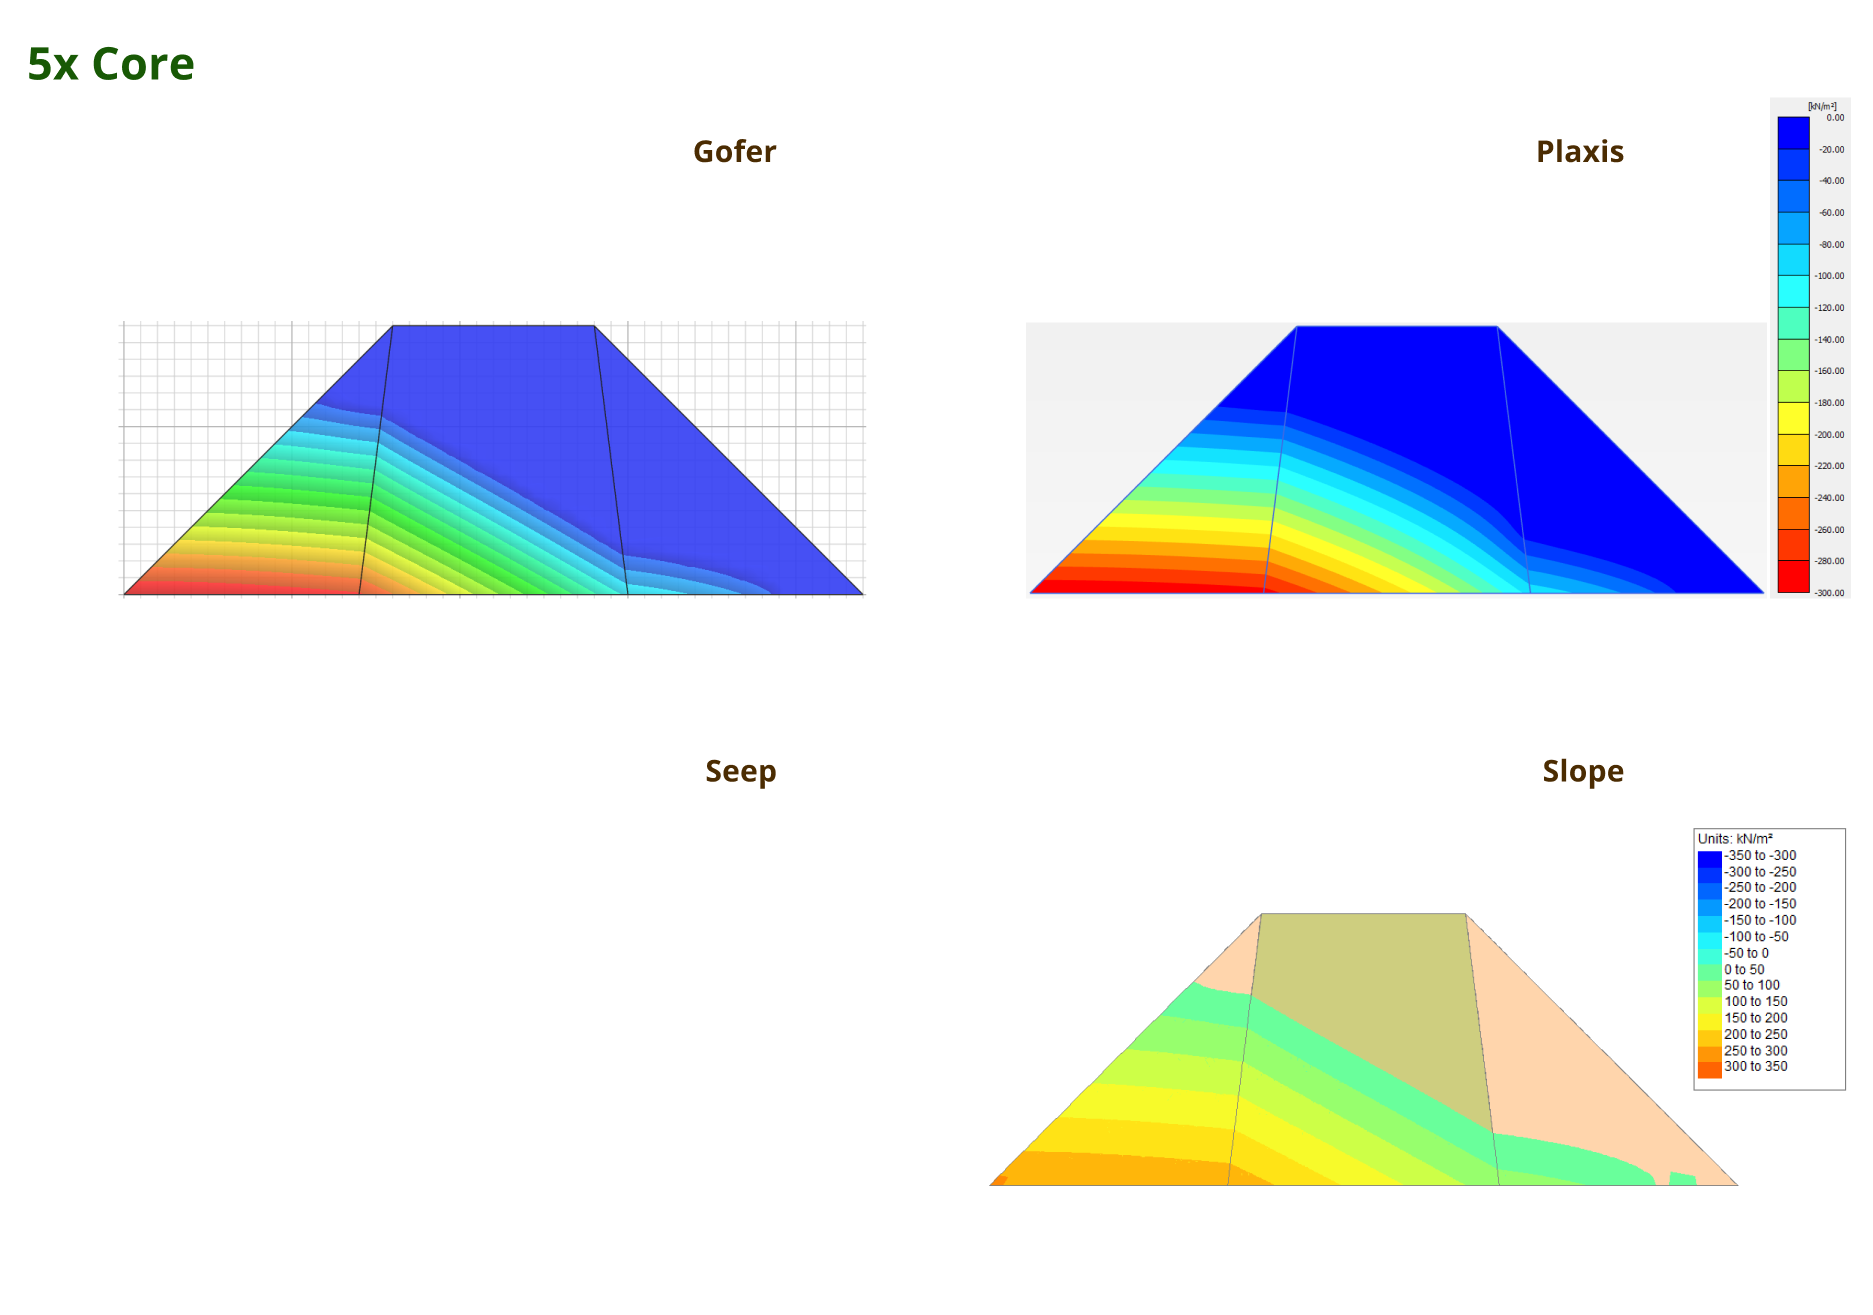 5x Core
Gofer
Plaxis
[kN/m²]
0.00
-20.00
-40.00
-60.00
-80.00
-100.00
-120.00
-140.00
-160.00
-180.00
-200.00
-220.00
-240.00
-260.00
-280.00
-300.00
Seep
Slope
Units: kN/m²
-350 to -300
-300 to -250
-250 to -200
-200 to -150
-150 to -100
-100 to -50
-50 to 0
0 to 50
50 to 100
100 to 150
150 to 200
200 to 250
250 to 300
300 to 350